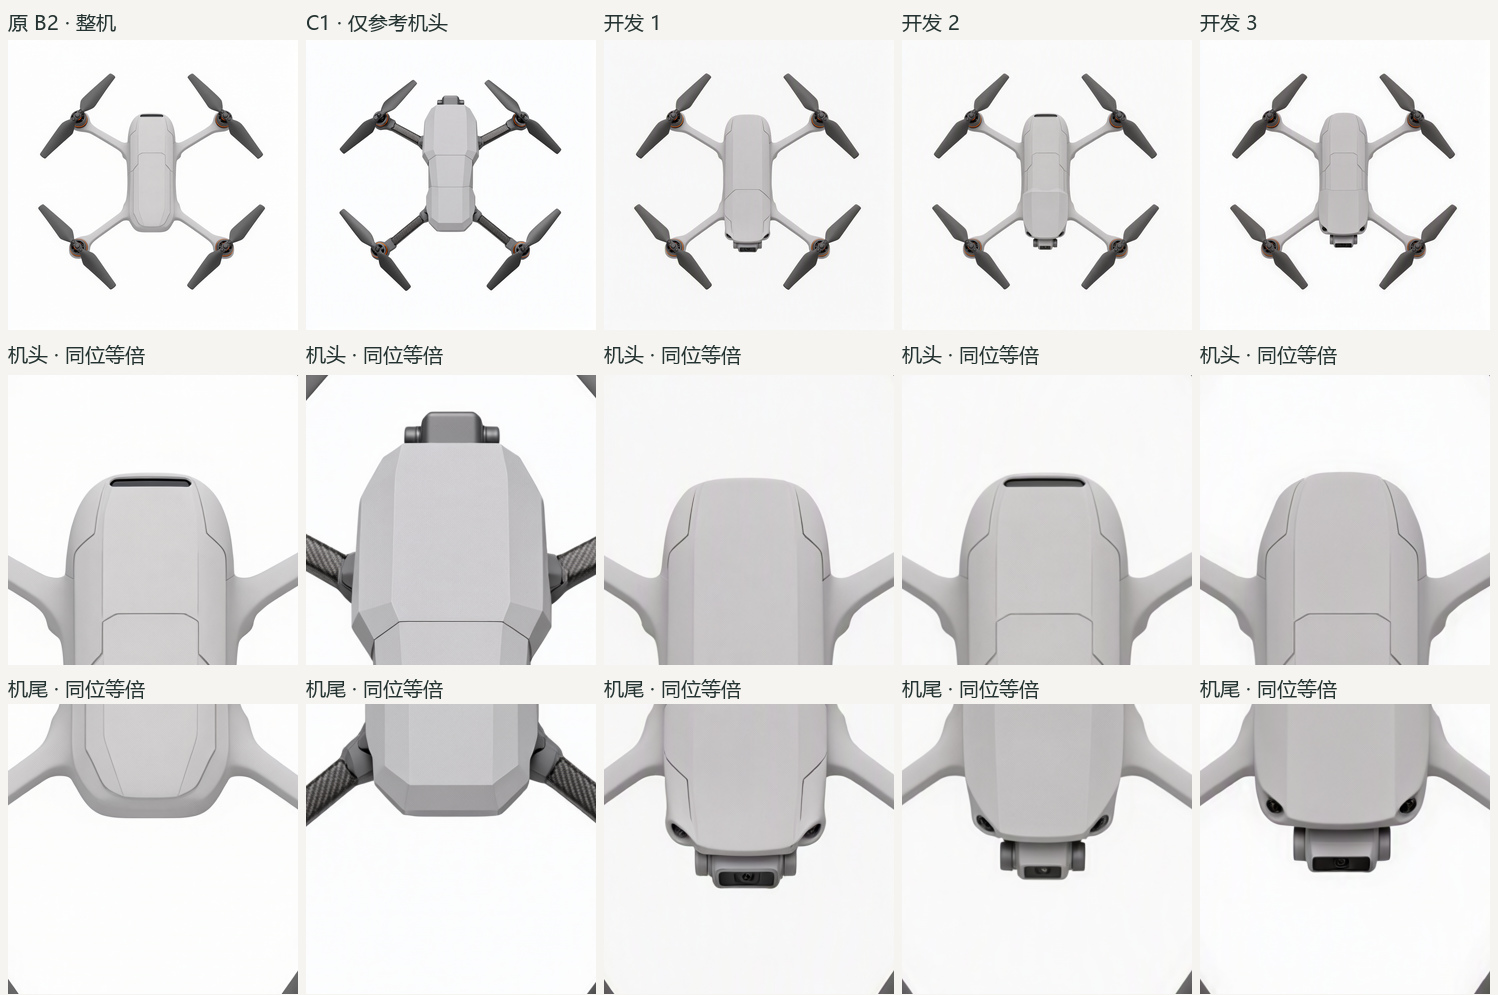 原 B2 · 整机
C1 · 仅参考机头
开发 1
开发 2
开发 3
机头 · 同位等倍
机头 · 同位等倍
机头 · 同位等倍
机头 · 同位等倍
机头 · 同位等倍
机尾 · 同位等倍
机尾 · 同位等倍
机尾 · 同位等倍
机尾 · 同位等倍
机尾 · 同位等倍